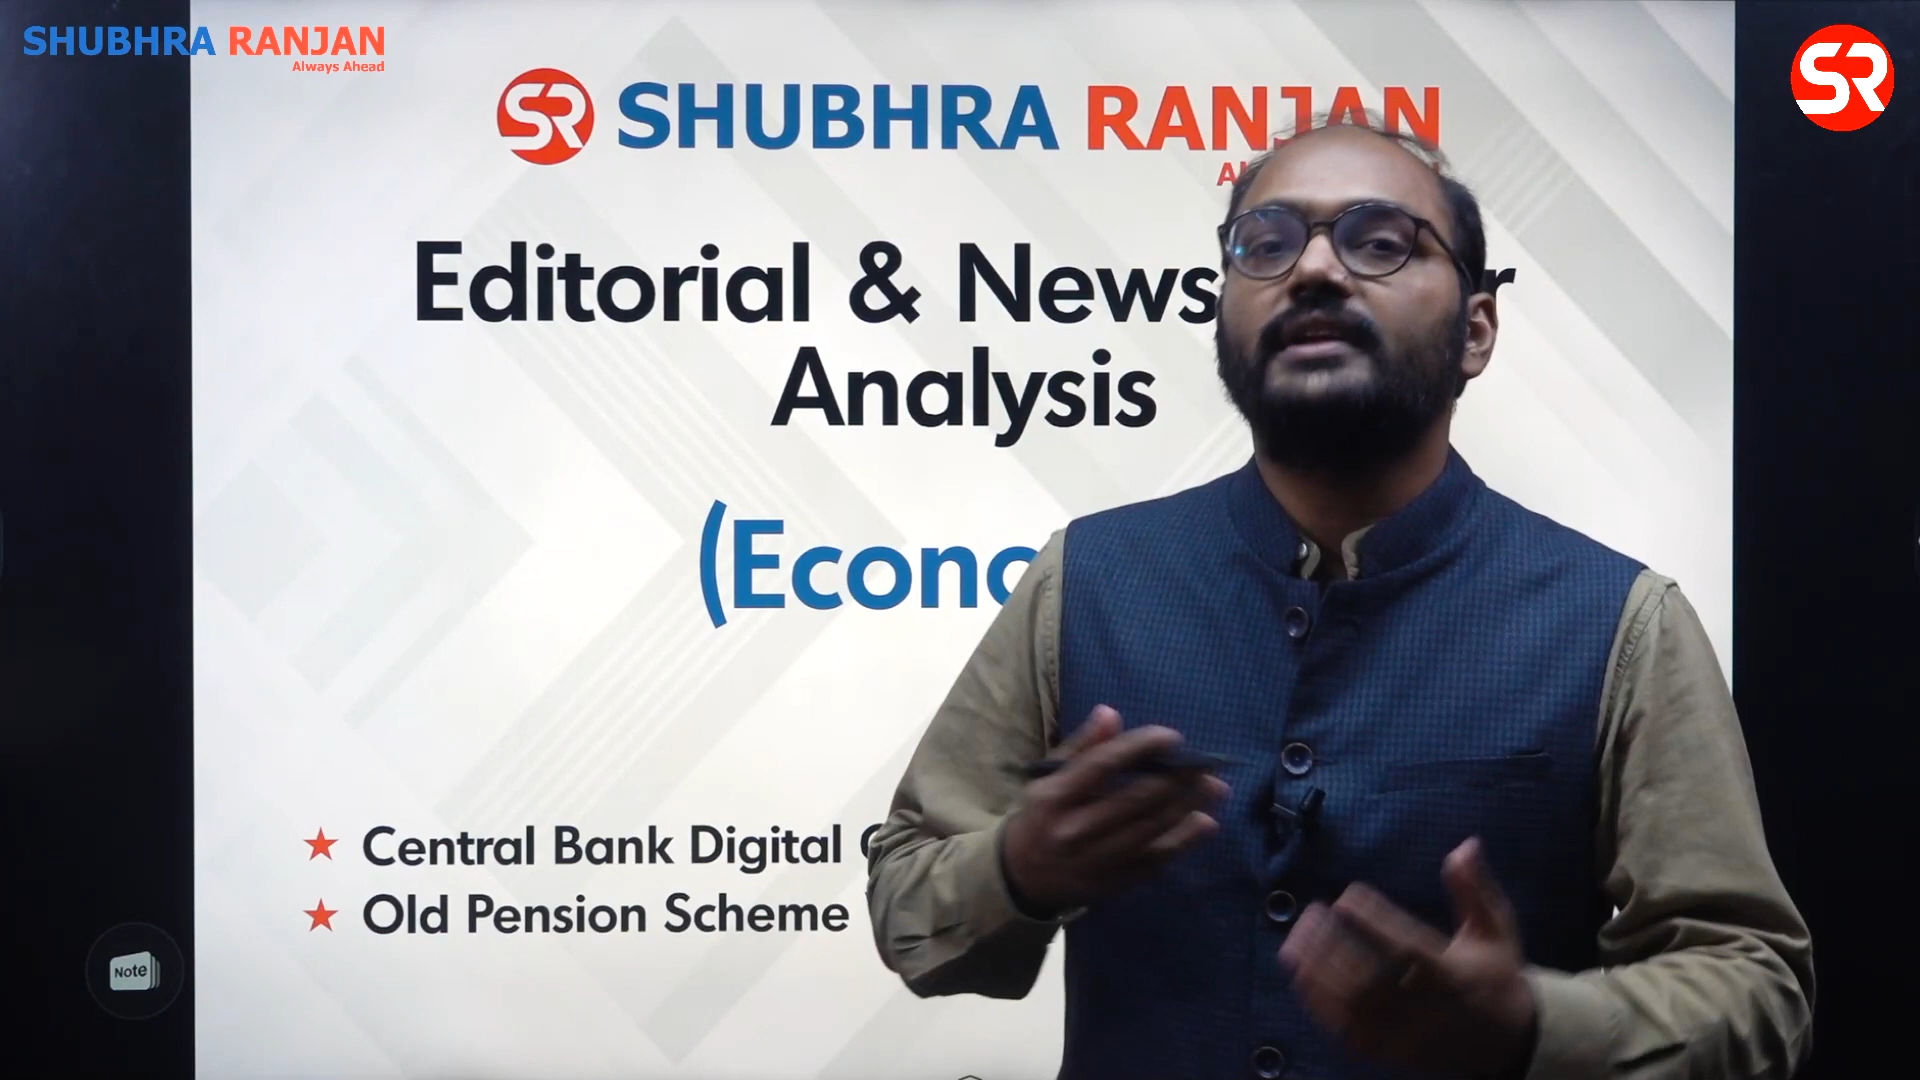 SHUBHRA RANJAN
Always Ahead
SR
SR SHUBHRA RANJAN
Editorial & News
Analysis
(Econo
Central Bank Digital
Old Pension Scheme
Note